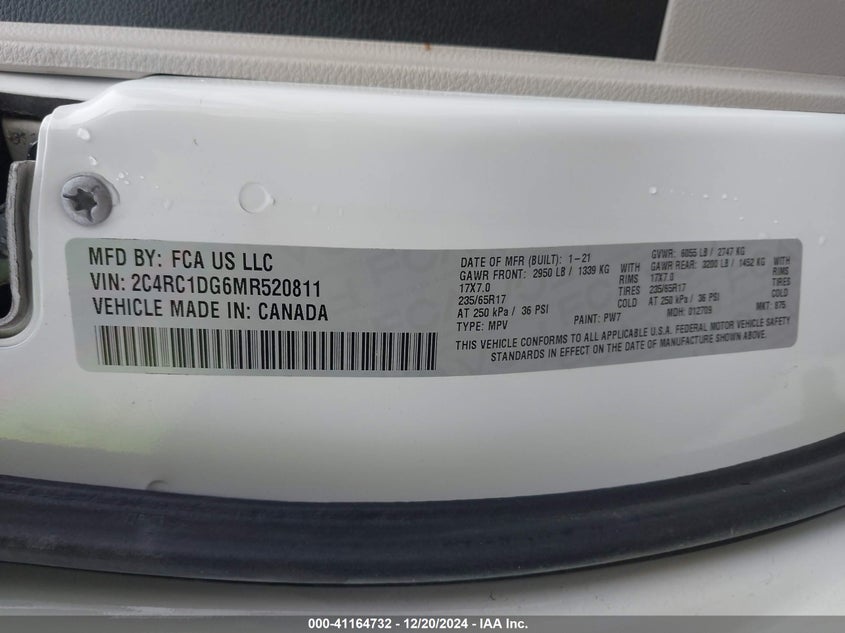 MFD BY: FCA US LLC
VIN: 2C4RC1DG6MR520811
VEHICLE MADE IN: CANADA
DATE OF MFR (BUILT): 1-21 GVWR: 6055 LB / 2747 KG
GAWR FRONT: 2950 LB / 1339 KG WITH GAWR REAR: 3200 LB / 1452 KG WITH
17X7.0 RIMS 17X7.0 RIMS
235/65R17 TIRES 235/65R17 TIRES
AT 250 kPa / 36 PSI COLD AT 250 kPa / 36 PSI COLD
TYPE: MPV PAINT: PW7 MDH: 012709 MKT: 876
THIS VEHICLE CONFORMS TO ALL APPLICABLE U.S.A. FEDERAL MOTOR VEHICLE SAFETY
STANDARDS IN EFFECT ON THE DATE OF MANUFACTURE SHOWN ABOVE.
000-41164732 - 12/20/2024 - IAA Inc.